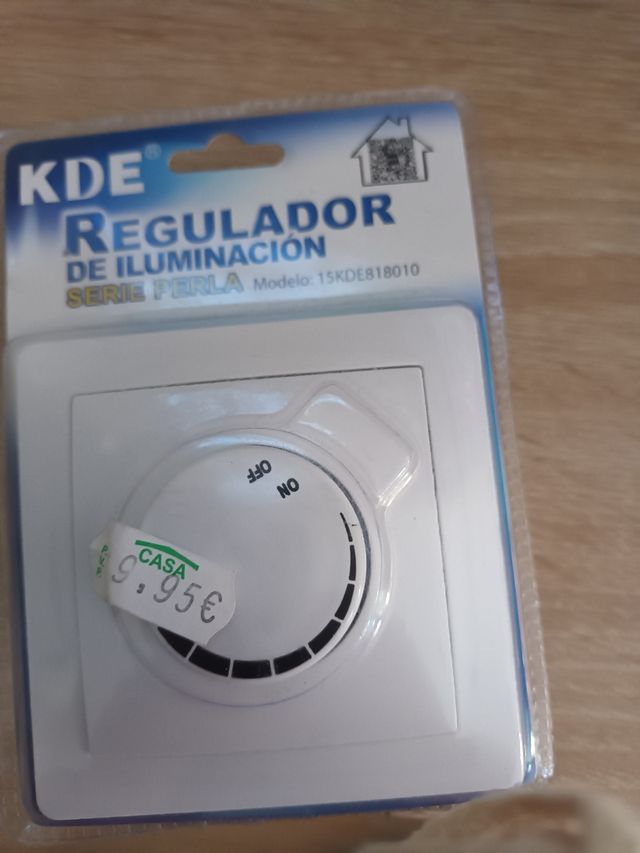 KDE®
REGULADOR
DE ILUMINACIÓN
SERIE PERLA Modelo: 15KDE818010
OFF
ON
P.V.P.
CASA
9,95€